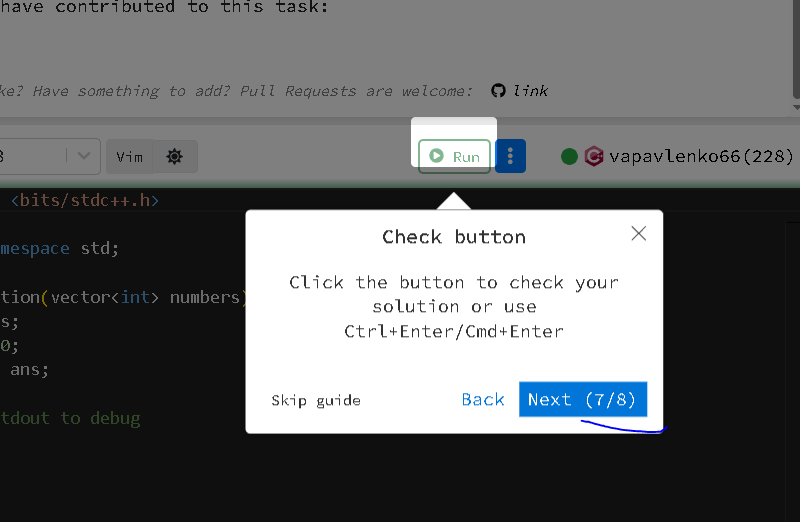 have contributed to this task:
ke? Have something to add? Pull Requests are welcome: link
Vim
Run
vapavlenko66(228)
<bits/stdc++.h>
mespace std;
tion(vector<int> numbers)
s;
0;
ans;
tdout to debug
Check button
Click the button to check your
solution or use
Ctrl+Enter/Cmd+Enter
Skip guide
Back
Next (7/8)